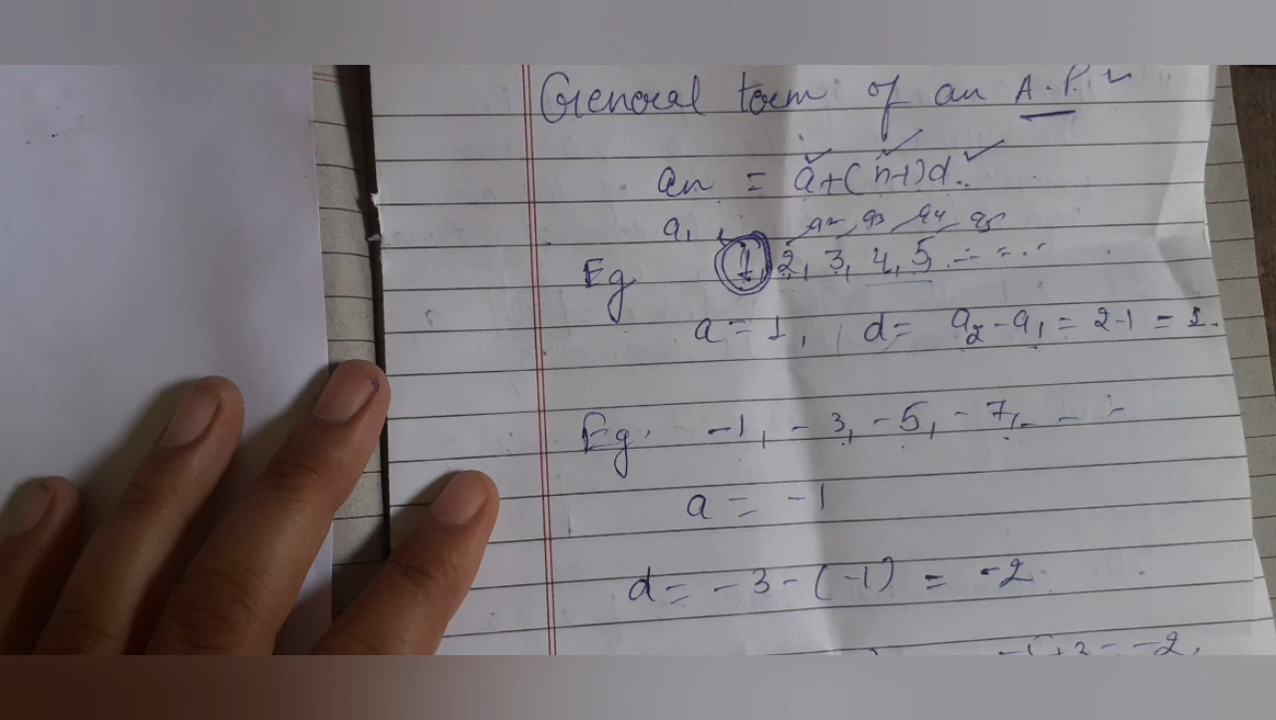 General term of an A.P.
an = a+(n-1)d.
a1, a2 a3 a4 a5
Eg 1, 2, 3, 4, 5, - - -
a = 1, d = a2 - a1 = 2-1 = 1.
Eg. -1, -3, -5, -7, - - -
a = -1
d = -3-(-1) = -2
= -2,